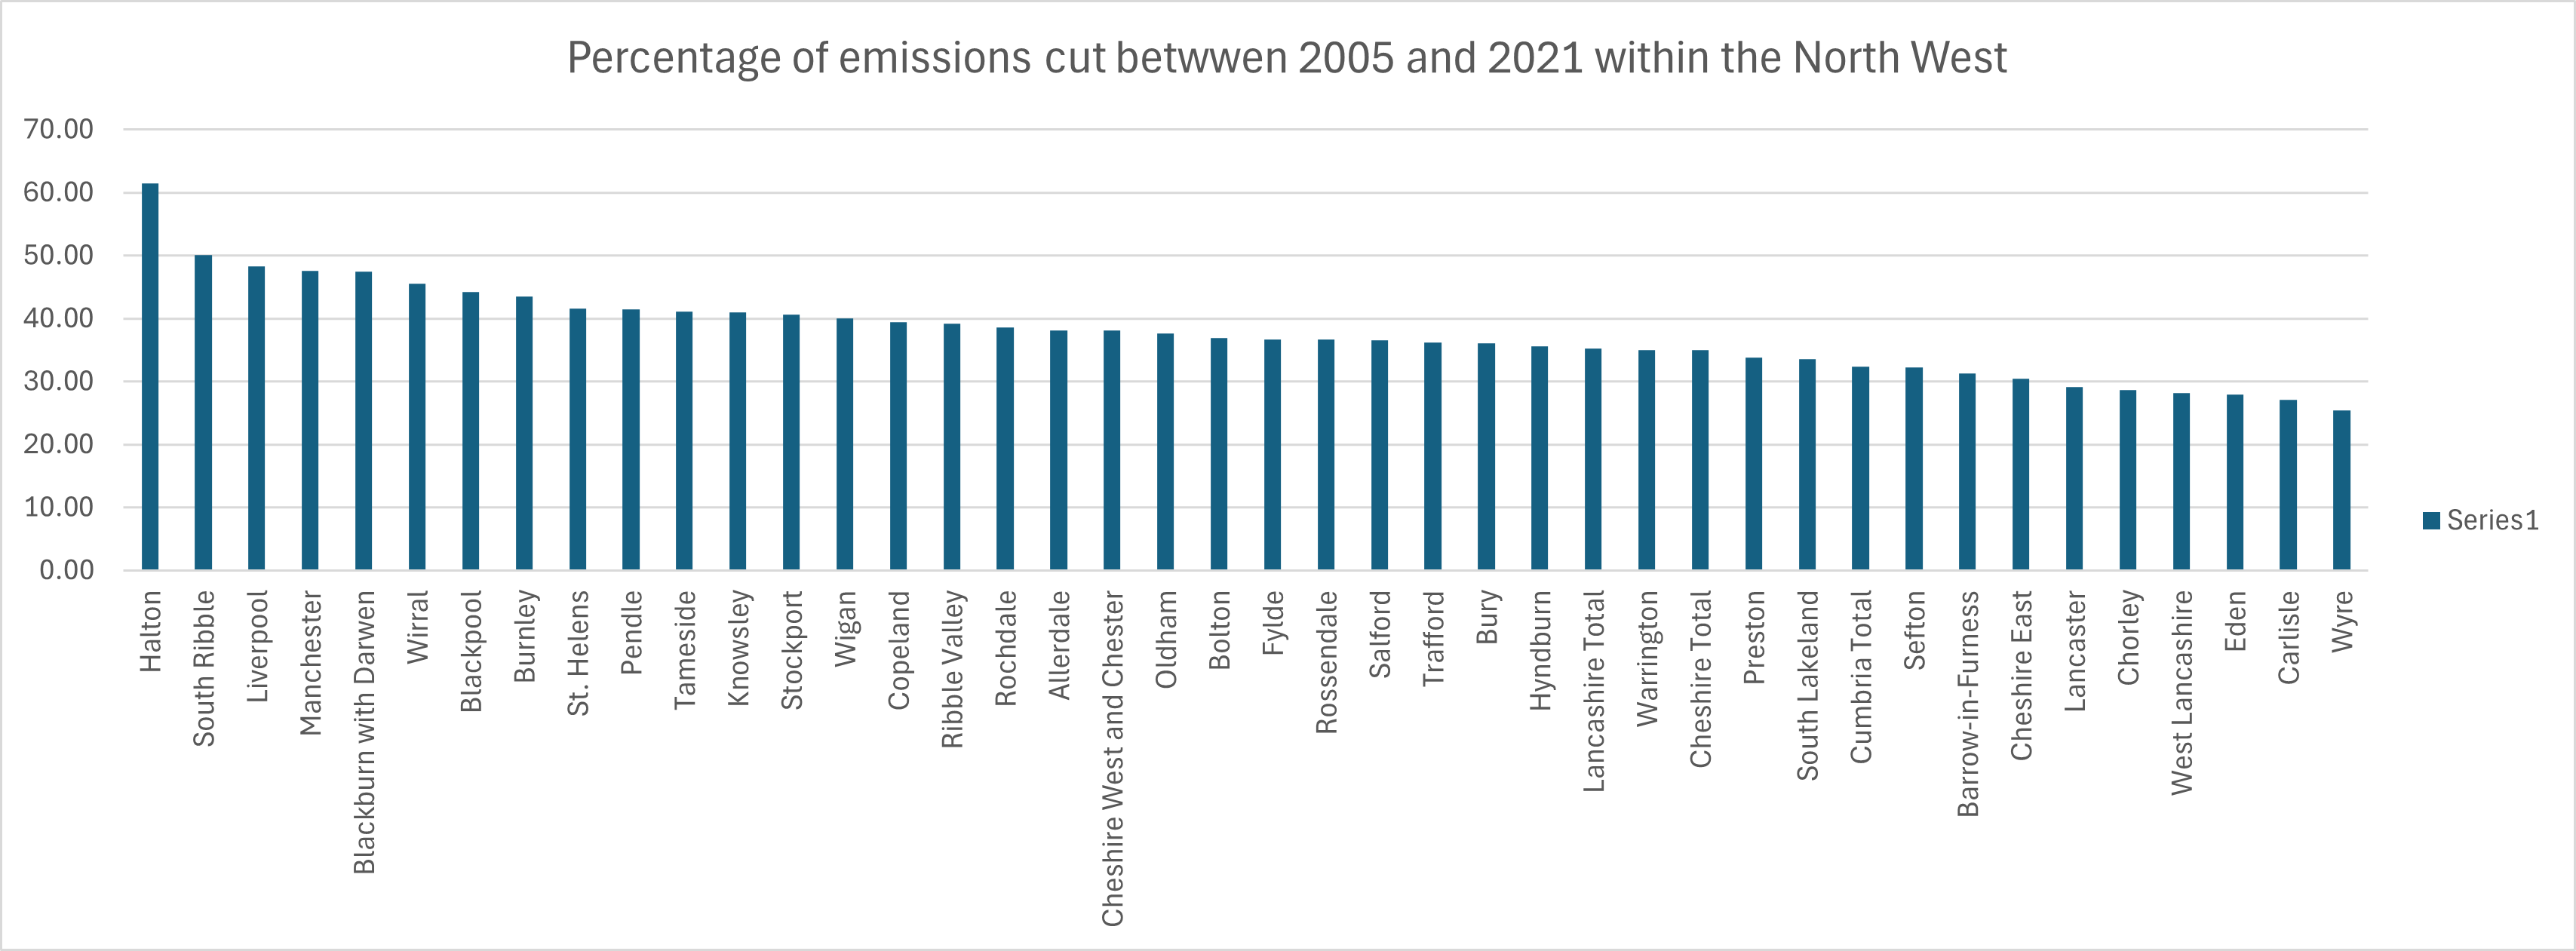 Percentage of emissions cut betwwen 2005 and 2021 within the North West
70.00
60.00
50.00
40.00
30.00
20.00
10.00
0.00
Halton
South Ribble
Liverpool
Manchester
Blackburn with Darwen
Wirral
Blackpool
Burnley
St. Helens
Pendle
Tameside
Knowsley
Stockport
Wigan
Copeland
Ribble Valley
Rochdale
Allerdale
Cheshire West and Chester
Oldham
Bolton
Fylde
Rossendale
Salford
Trafford
Bury
Hyndburn
Lancashire Total
Warrington
Cheshire Total
Preston
South Lakeland
Cumbria Total
Sefton
Barrow-in-Furness
Cheshire East
Lancaster
Chorley
West Lancashire
Eden
Carlisle
Wyre
Series1